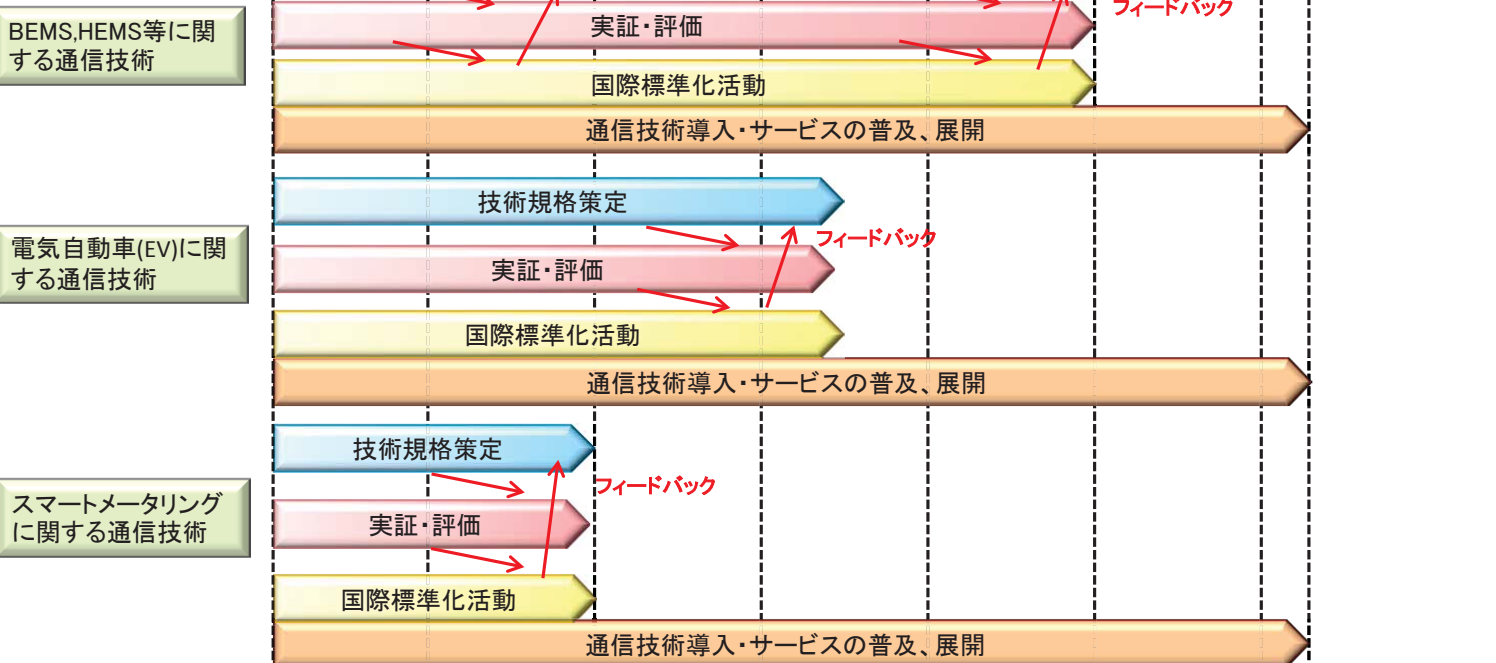 フィードバック
BEMS,HEMS等に関
する通信技術
実証・評価
国際標準化活動
通信技術導入・サービスの普及、展開
技術規格策定
電気自動車(EV)に関
する通信技術
フィードバック
実証・評価
国際標準化活動
通信技術導入・サービスの普及、展開
技術規格策定
スマートメータリング
に関する通信技術
フィードバック
実証・評価
国際標準化活動
通信技術導入・サービスの普及、展開